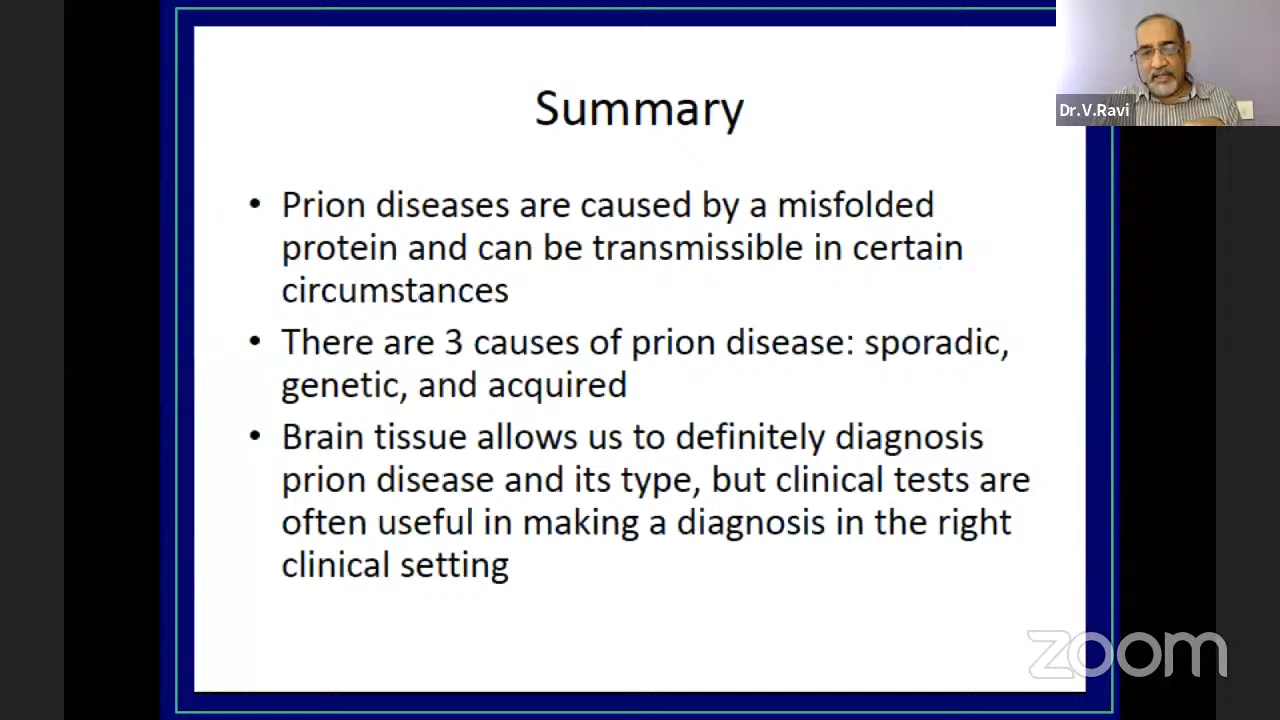 Summary
• Prion diseases are caused by a misfolded
protein and can be transmissible in certain
circumstances
• There are 3 causes of prion disease: sporadic,
genetic, and acquired
• Brain tissue allows us to definitely diagnosis
prion disease and its type, but clinical tests are
often useful in making a diagnosis in the right
clinical setting
Dr.V.Ravi
zoom